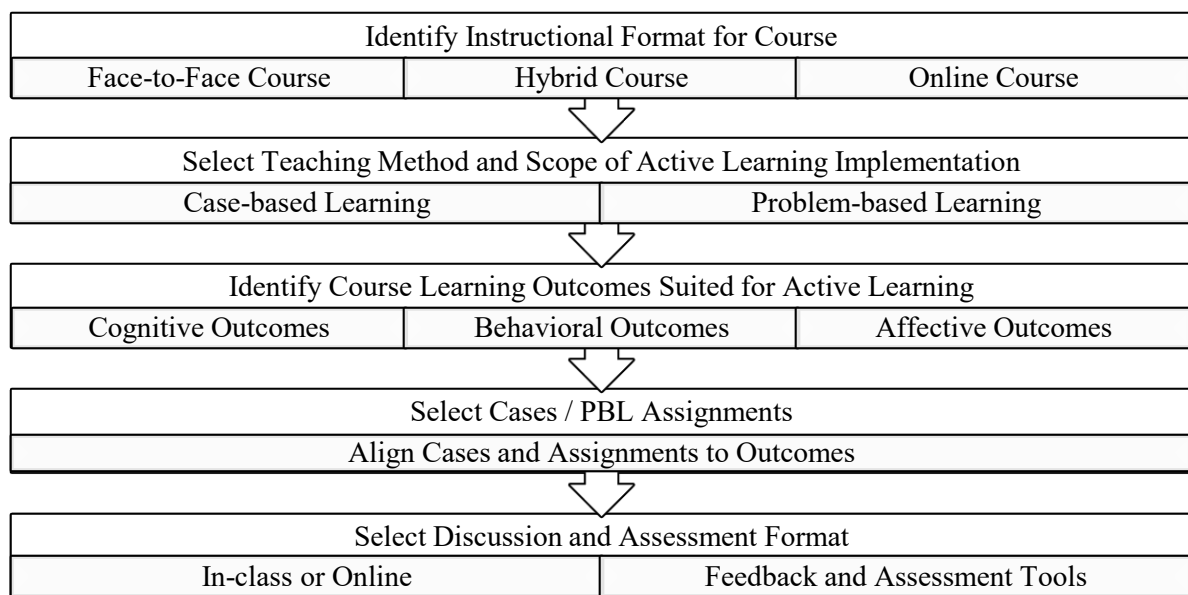 Identify Instructional Format for Course
Face-to-Face Course Hybrid Course Online Course
Select Teaching Method and Scope of Active Learning Implementation
Case-based Learning Problem-based Learning
Identify Course Learning Outcomes Suited for Active Learning
Cognitive Outcomes Behavioral Outcomes Affective Outcomes
Select Cases / PBL Assignments
Align Cases and Assignments to Outcomes
Select Discussion and Assessment Format
In-class or Online Feedback and Assessment Tools